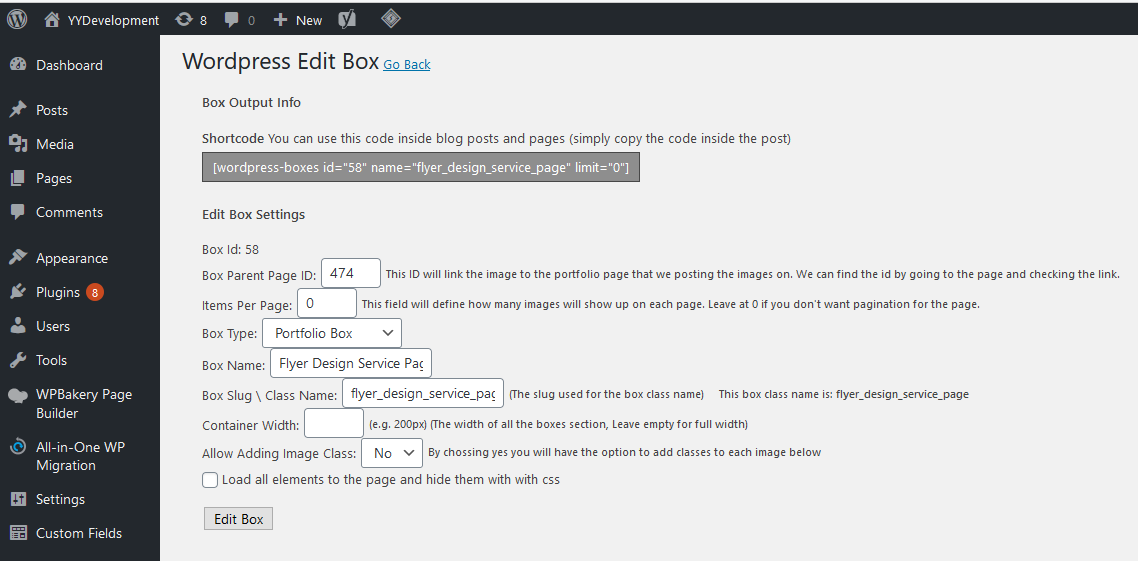 YYDevelopment 8 0 New
Dashboard
Posts
Media
Pages
Comments
Appearance
Plugins 8
Users
Tools
WPBakery Page
Builder
All-in-One WP
Migration
Settings
Custom Fields
Wordpress Edit Box Go Back
Box Output Info
Shortcode You can use this code inside blog posts and pages (simply copy the code inside the post)
[wordpress-boxes id="58" name="flyer_design_service_page" limit="0"]
Edit Box Settings
Box Id: 58
Box Parent Page ID: 474 This ID will link the image to the portfolio page that we posting the images on. We can find the id by going to the page and checking the link.
Items Per Page: 0 This field will define how many images will show up on each page. Leave at 0 if you don't want pagination for the page.
Box Type: Portfolio Box
Box Name: Flyer Design Service Pag
Box Slug \ Class Name: flyer_design_service_pag (The slug used for the box class name) This box class name is: flyer_design_service_page
Container Width: (e.g. 200px) (The width of all the boxes section, Leave empty for full width)
Allow Adding Image Class: No By chossing yes you will have the option to add classes to each image below
Load all elements to the page and hide them with with css
Edit Box